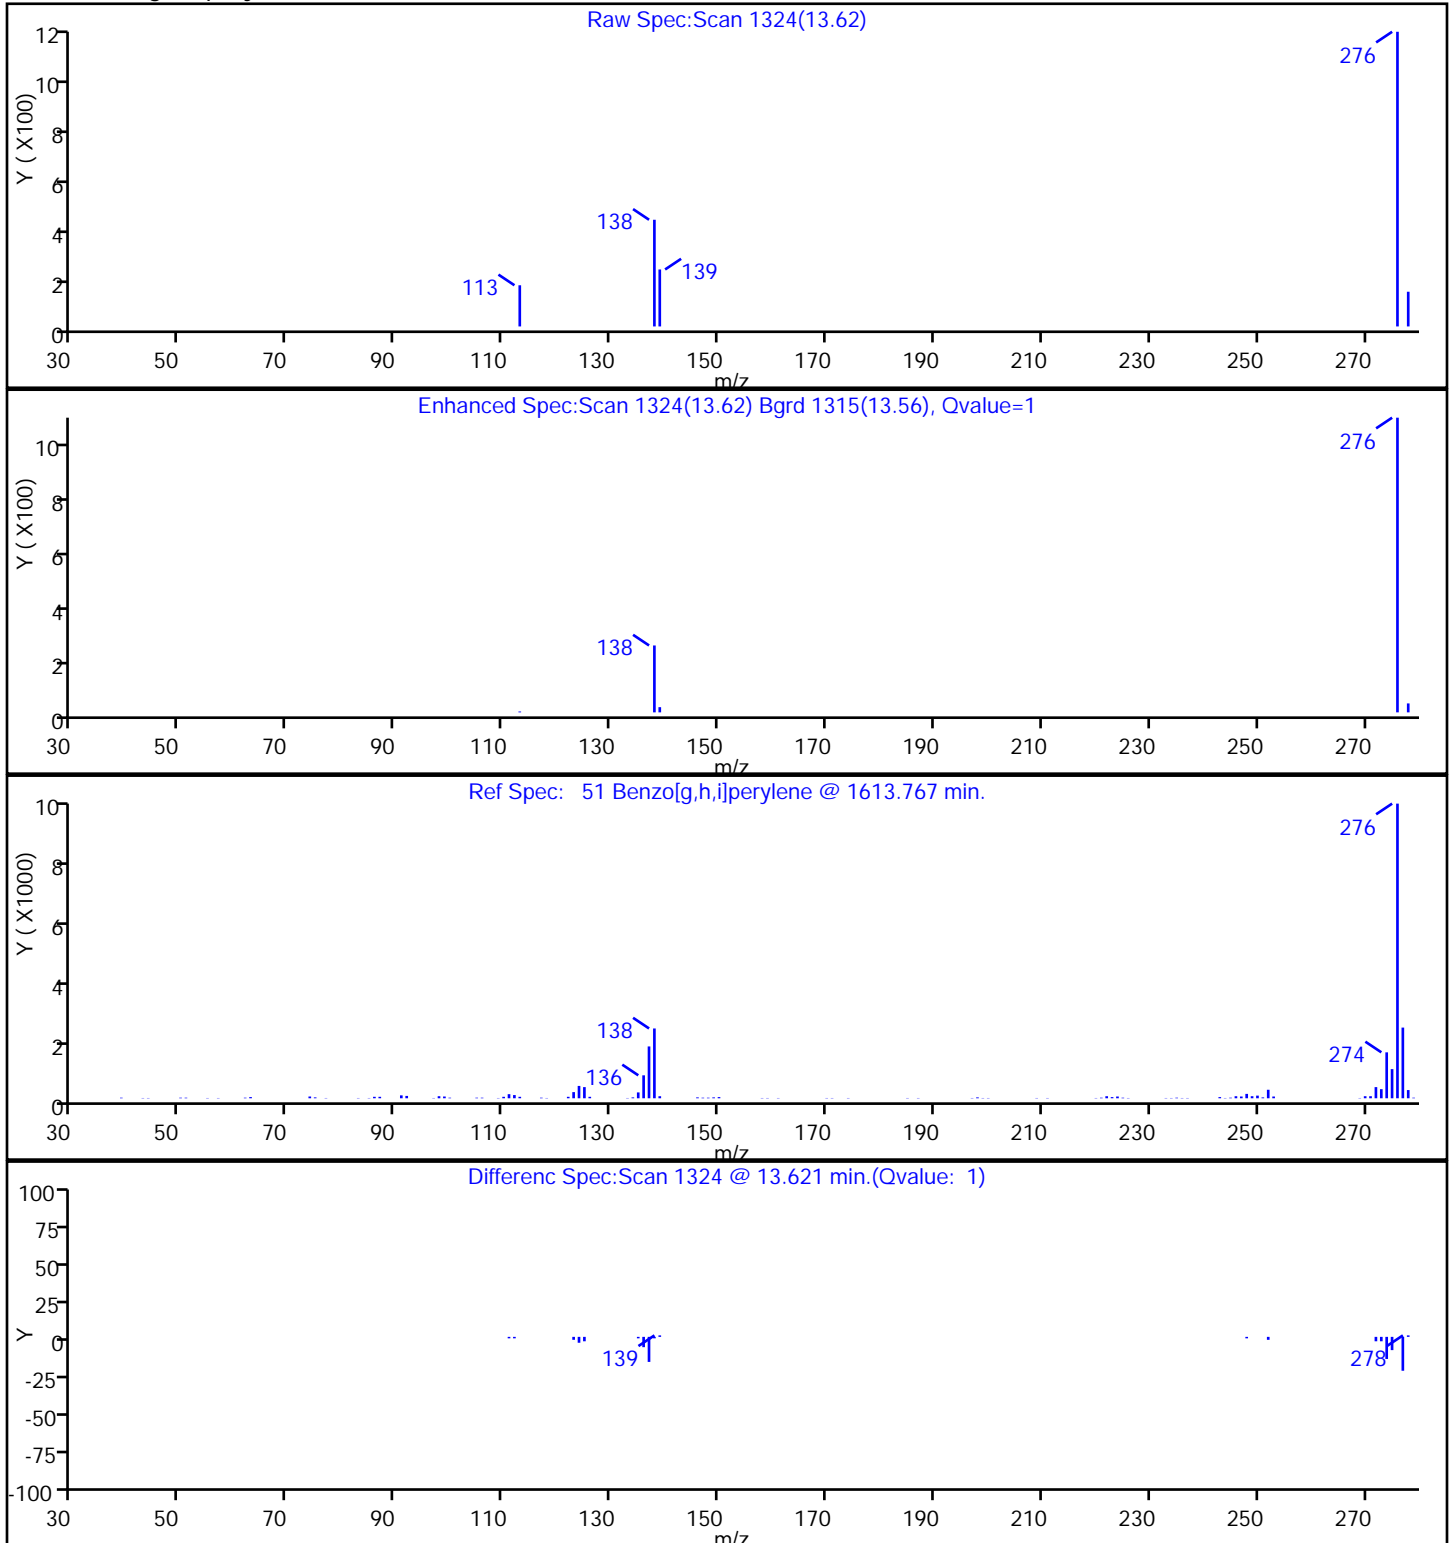 Raw Spec:Scan 1324(13.62)
12
10
8
6
4
2
0
Y ( X100)
276
138
139
113
30 50 70 90 110 130 150 170 190 210 230 250 270
m/z
Enhanced Spec:Scan 1324(13.62) Bgrd 1315(13.56), Qvalue=1
10
8
6
4
2
0
Y ( X100)
276
138
30 50 70 90 110 130 150 170 190 210 230 250 270
m/z
Ref Spec: 51 Benzo[g,h,i]perylene @ 1613.767 min.
10
8
6
4
2
0
Y ( X1000)
276
138
136
274
30 50 70 90 110 130 150 170 190 210 230 250 270
m/z
Differenc Spec:Scan 1324 @ 13.621 min.(Qvalue: 1)
100
75
50
25
0
-25
-50
-75
-100
Y
139
278
30 50 70 90 110 130 150 170 190 210 230 250 270
m/z